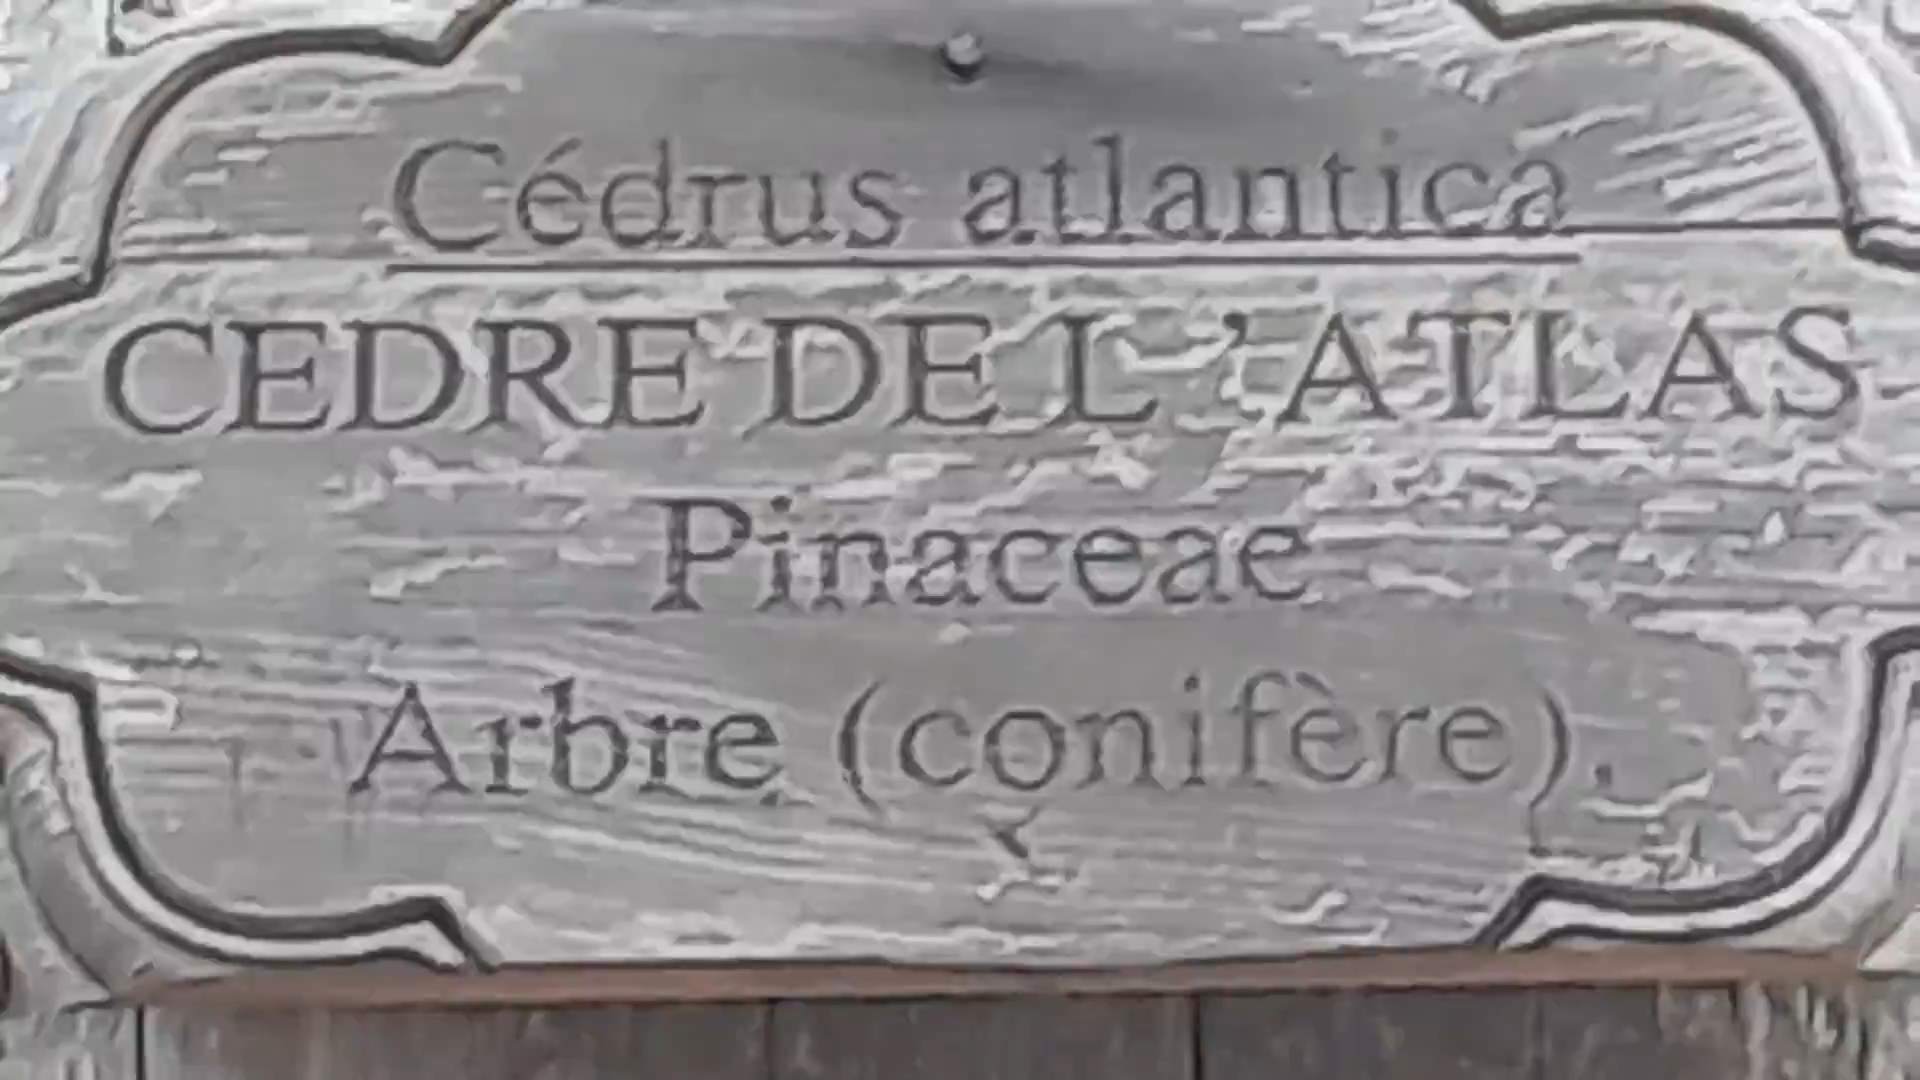 Cédrus atlantica
CEDRE DE L'ATLAS
Pinaceae
Arbre (conifère).